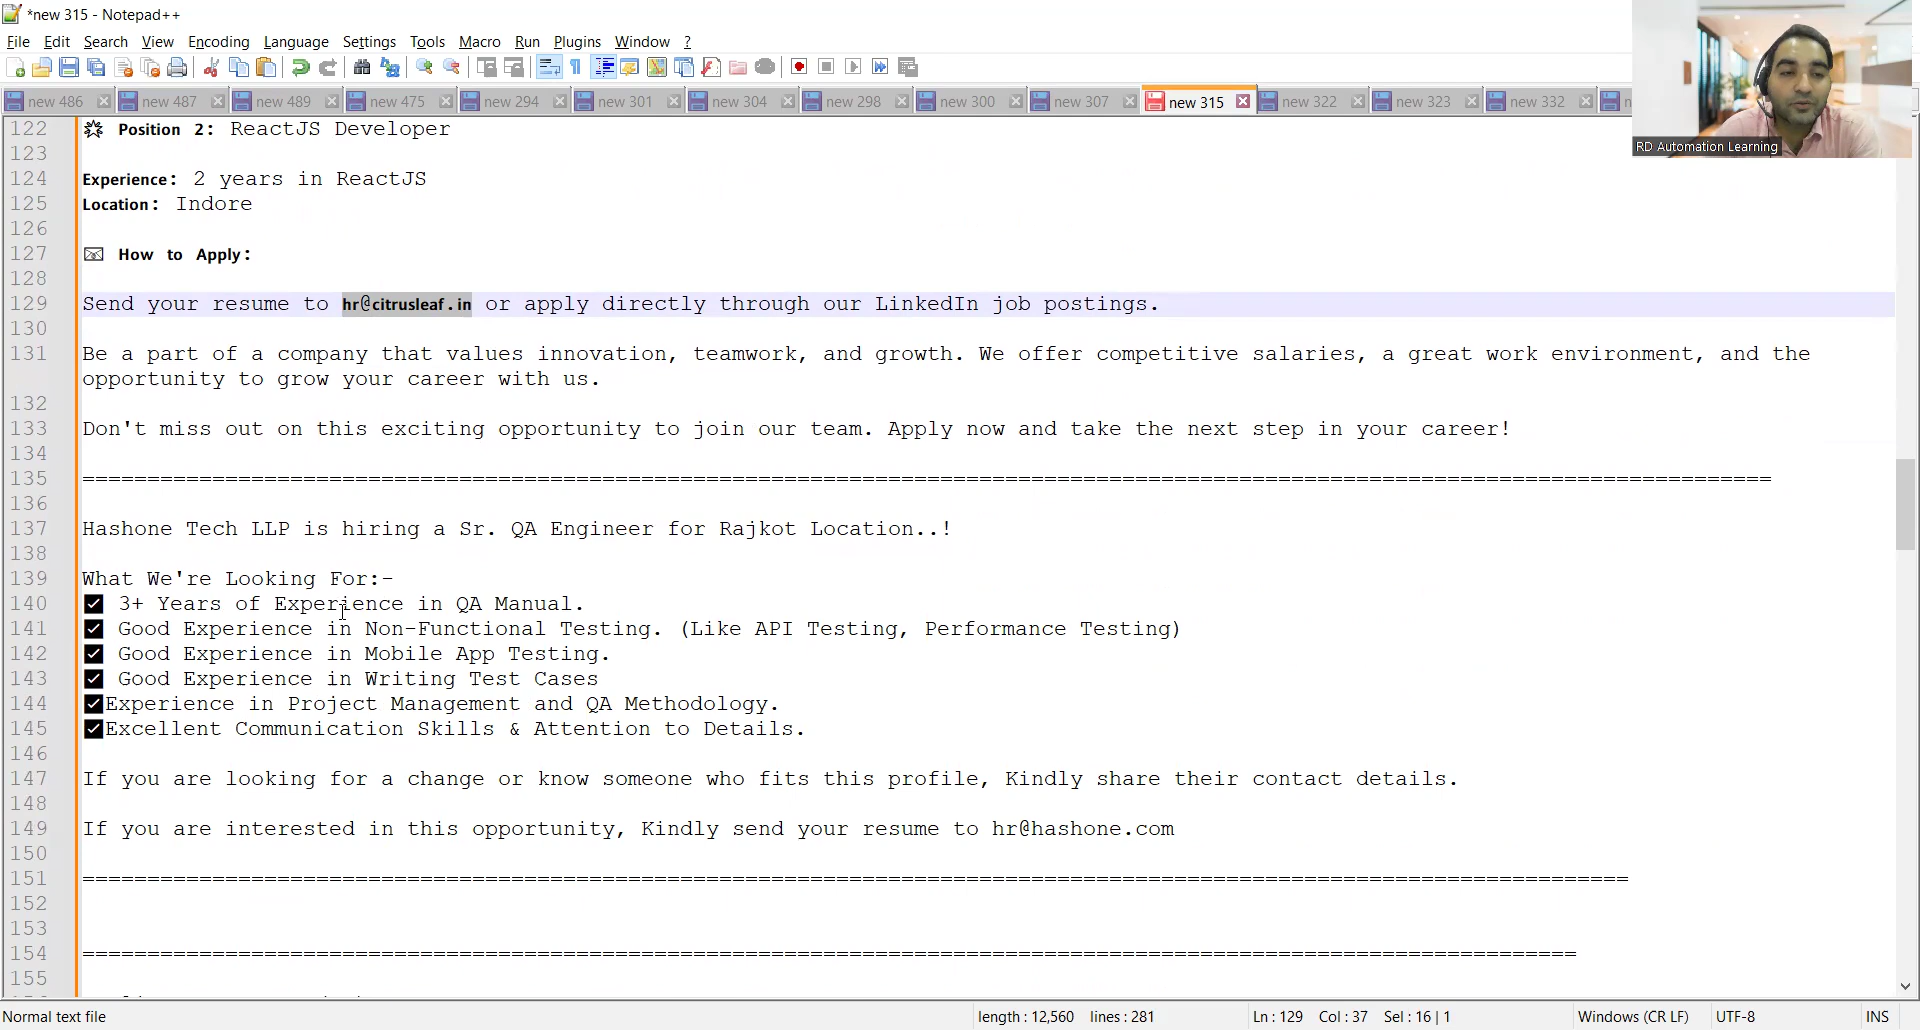 *new 315 - Notepad++
File Edit Search View Encoding Language Settings Tools Macro Run Plugins Window ?
new 486 new 487 new 489 new 475 new 294 new 301 new 304 new 298 new 300 new 307 new 315 new 322 new 323 new 332
RD Automation Learning
122 Position 2: ReactJS Developer
123
124 Experience: 2 years in ReactJS
125 Location: Indore
126
127 How to Apply:
128
129 Send your resume to hr@citrusleaf.in or apply directly through our LinkedIn job postings.
130
131 Be a part of a company that values innovation, teamwork, and growth. We offer competitive salaries, a great work environment, and the
opportunity to grow your career with us.
132
133 Don't miss out on this exciting opportunity to join our team. Apply now and take the next step in your career!
134
135 ==================================================================================================================================
136
137 Hashone Tech LLP is hiring a Sr. QA Engineer for Rajkot Location..!
138
139 What We're Looking For:-
140 ✅ 3+ Years of Experience in QA Manual.
141 ✅ Good Experience in Non-Functional Testing. (Like API Testing, Performance Testing)
142 ✅ Good Experience in Mobile App Testing.
143 ✅ Good Experience in Writing Test Cases
144 ✅Experience in Project Management and QA Methodology.
145 ✅Excellent Communication Skills & Attention to Details.
146
147 If you are looking for a change or know someone who fits this profile, Kindly share their contact details.
148
149 If you are interested in this opportunity, Kindly send your resume to hr@hashone.com
150
151 =======================================================================================================================
152
153
154 ===================================================================================================================
155
Normal text file length : 12,560 lines : 281 Ln : 129 Col : 37 Sel : 16 | 1 Windows (CR LF) UTF-8 INS